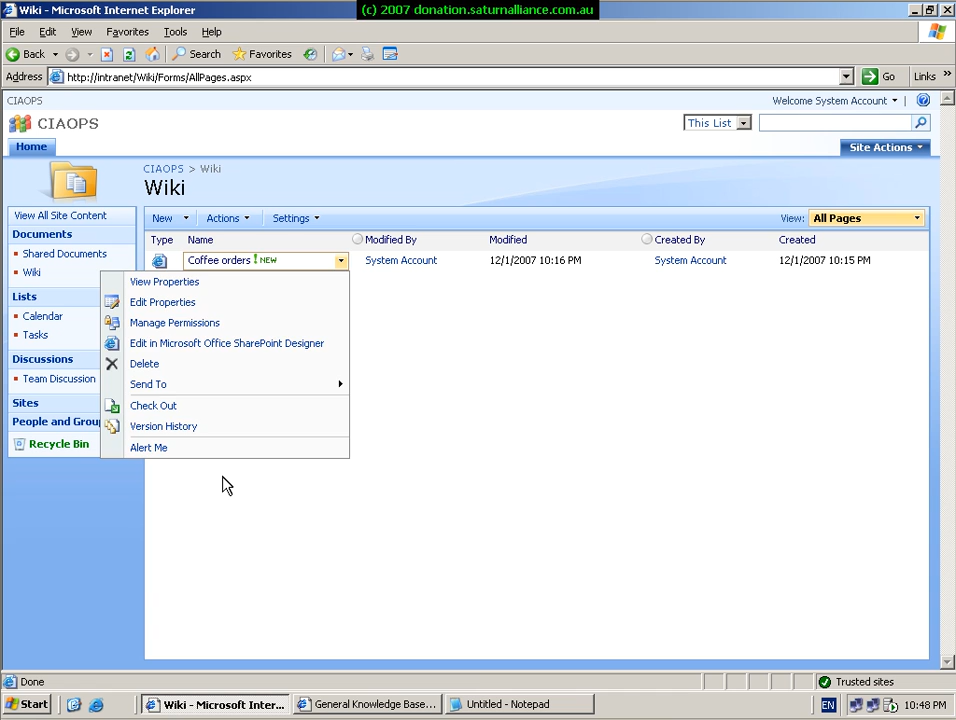 Wiki - Microsoft Internet Explorer
(c) 2007 donation.saturnalliance.com.au
File Edit View Favorites Tools Help
Back Search Favorites
Address http://intranet/Wiki/Forms/AllPages.aspx Go Links »
CIAOPS Welcome System Account
CIAOPS This List
Home Site Actions
CIAOPS > Wiki
Wiki
View All Site Content
Documents
Shared Documents
Wiki
Lists
Calendar
Tasks
Discussions
Team Discussion
Sites
People and Grou
Recycle Bin
New Actions Settings View: All Pages
Type Name Modified By Modified Created By Created
Coffee orders ! NEW System Account 12/1/2007 10:16 PM System Account 12/1/2007 10:15 PM
View Properties
Edit Properties
Manage Permissions
Edit in Microsoft Office SharePoint Designer
Delete
Send To
Check Out
Version History
Alert Me
Done Trusted sites
Start Wiki - Microsoft Inter... General Knowledge Base... Untitled - Notepad EN 10:48 PM